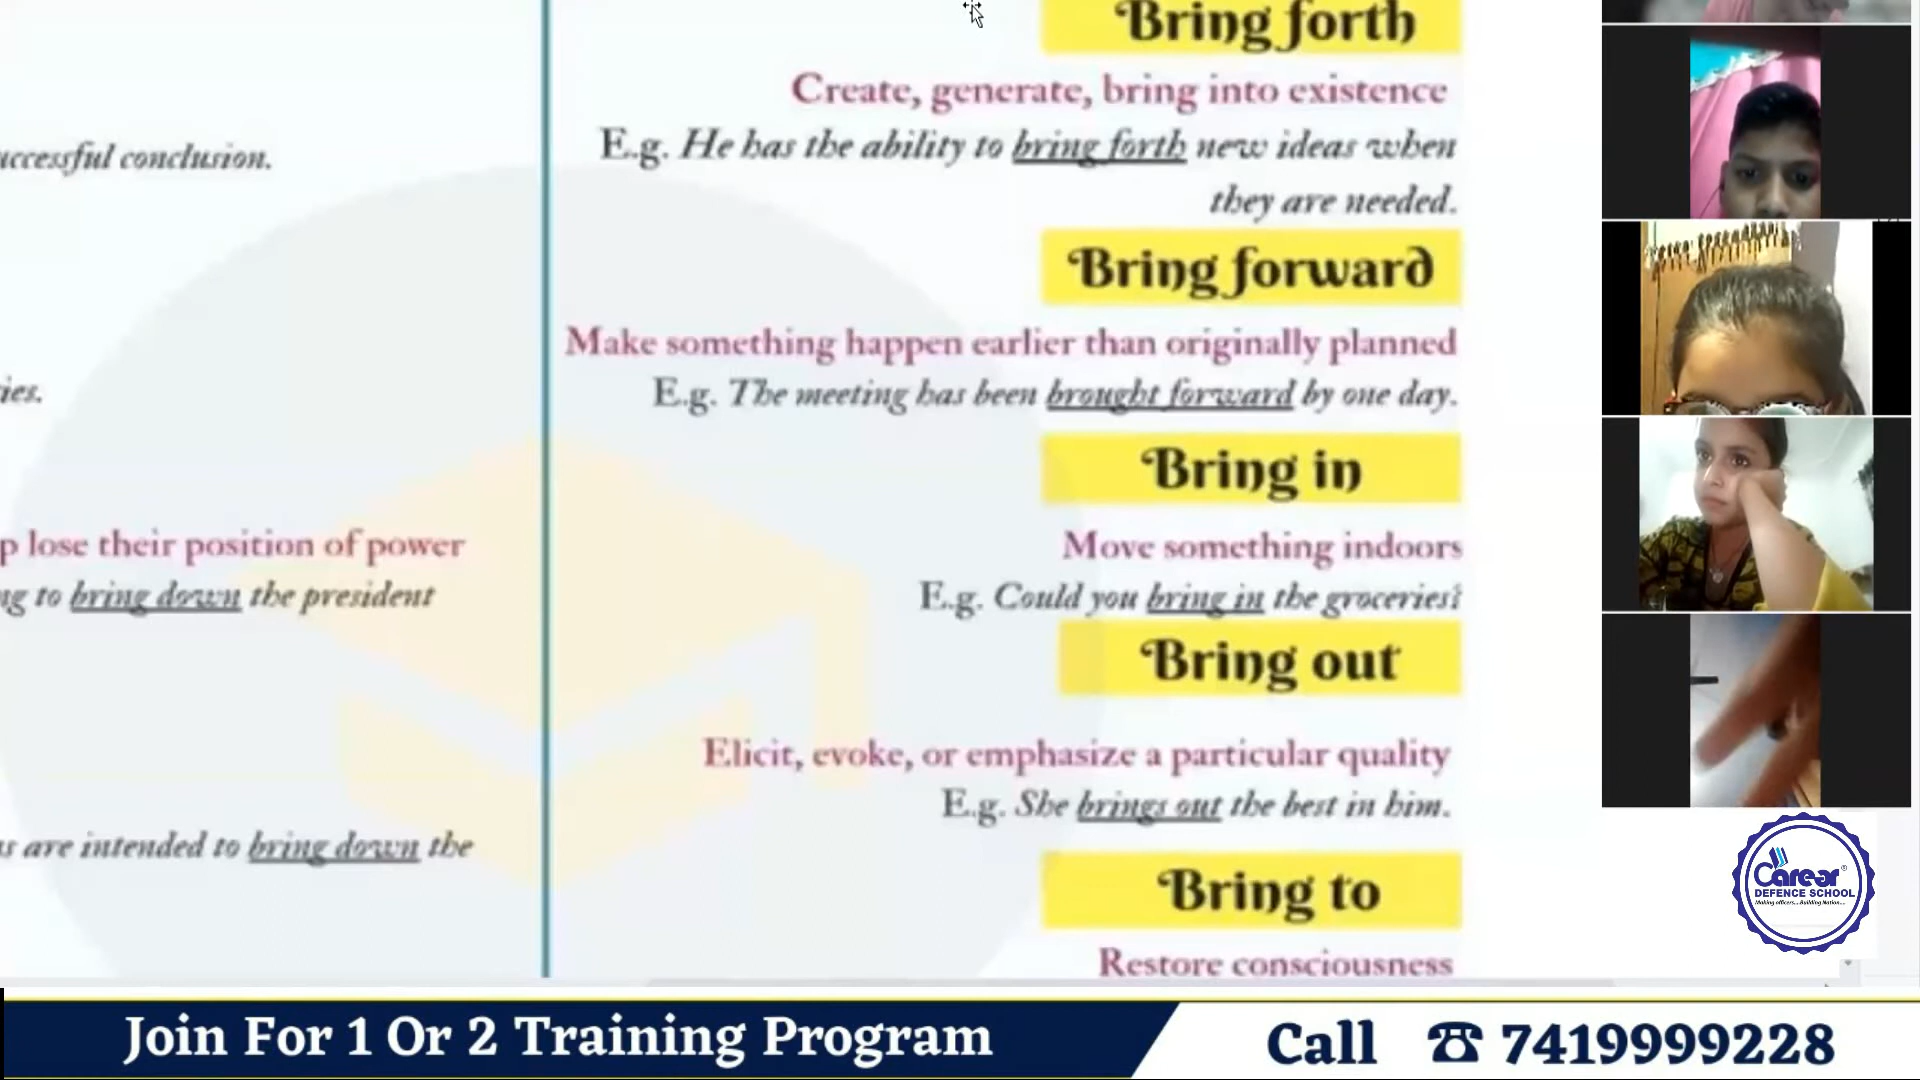 uccessful conclusion.
ies.
p lose their position of power
ng to bring down the president
s are intended to bring down the
Bring forth
Create, generate, bring into existence
E.g. He has the ability to bring forth new ideas when
they are needed.
Bring forward
Make something happen earlier than originally planned
E.g. The meeting has been brought forward by one day.
Bring in
Move something indoors
E.g. Could you bring in the groceries?
Bring out
Elicit, evoke, or emphasize a particular quality
E.g. She brings out the best in him.
Bring to
Restore consciousness
Career
DEFENCE SCHOOL
Making officers... Building Nation...
Join For 1 Or 2 Training Program
Call ☎ 7419999228